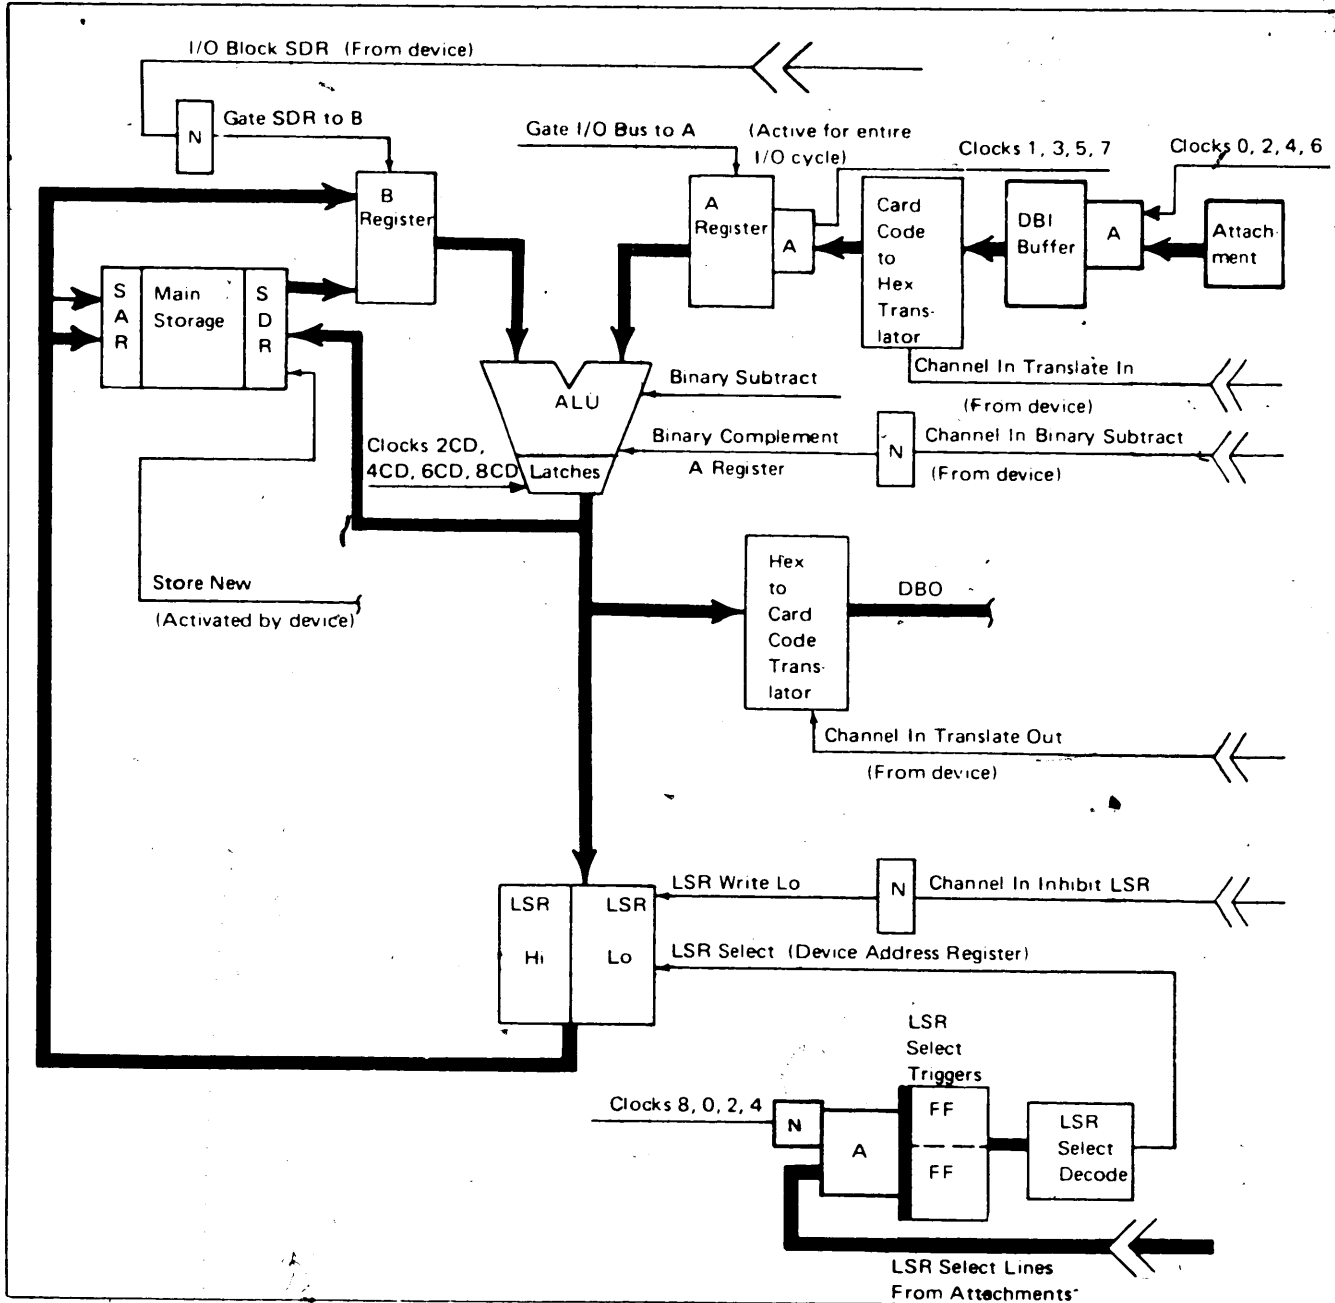 I/O Block SDR (From device)
N
Gate SDR to B
Gate I/O Bus to A
(Active for entire
I/O cycle)
Clocks 1, 3, 5, 7
Clocks 0, 2, 4, 6
B
Register
A
Register
A
Card
Code
to
Hex
Trans-
lator
DBI
Buffer
A
Attach-
ment
S
A
R
Main
Storage
S
D
R
Channel In Translate In
(From device)
ALU
Binary Subtract
Clocks 2CD,
4CD, 6CD, 8CD
Latches
Binary Complement
A Register
N
Channel In Binary Subtract
(From device)
Store New
(Activated by device)
Hex
to
Card
Code
Trans-
lator
DBO
Channel In Translate Out
(From device)
LSR
Hi
LSR
Lo
LSR Write Lo
N
Channel In Inhibit LSR
LSR Select (Device Address Register)
LSR
Select
Triggers
Clocks 8, 0, 2, 4
N
A
FF
FF
LSR
Select
Decode
LSR Select Lines
From Attachments